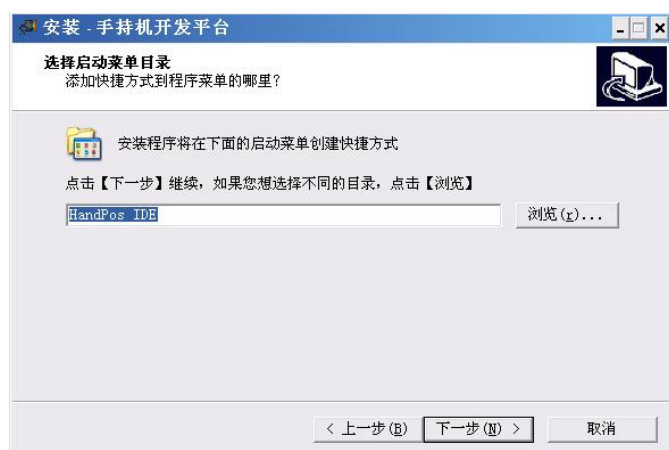 安装 - 手持机开发平台
选择启动菜单目录
添加快捷方式到程序菜单的哪里?
安装程序将在下面的启动菜单创建快捷方式
点击【下一步】继续，如果您想选择不同的目录，点击【浏览】
HandPos IDE
浏览(r)...
< 上一步(B)
下一步(N) >
取消